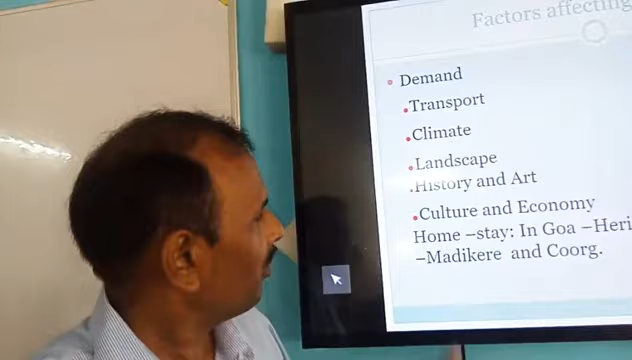 Factors affecting
Demand
.Transport
.Climate
.Landscape
.History and Art
.Culture and Economy
Home –stay: In Goa –Heri
–Madikere and Coorg.